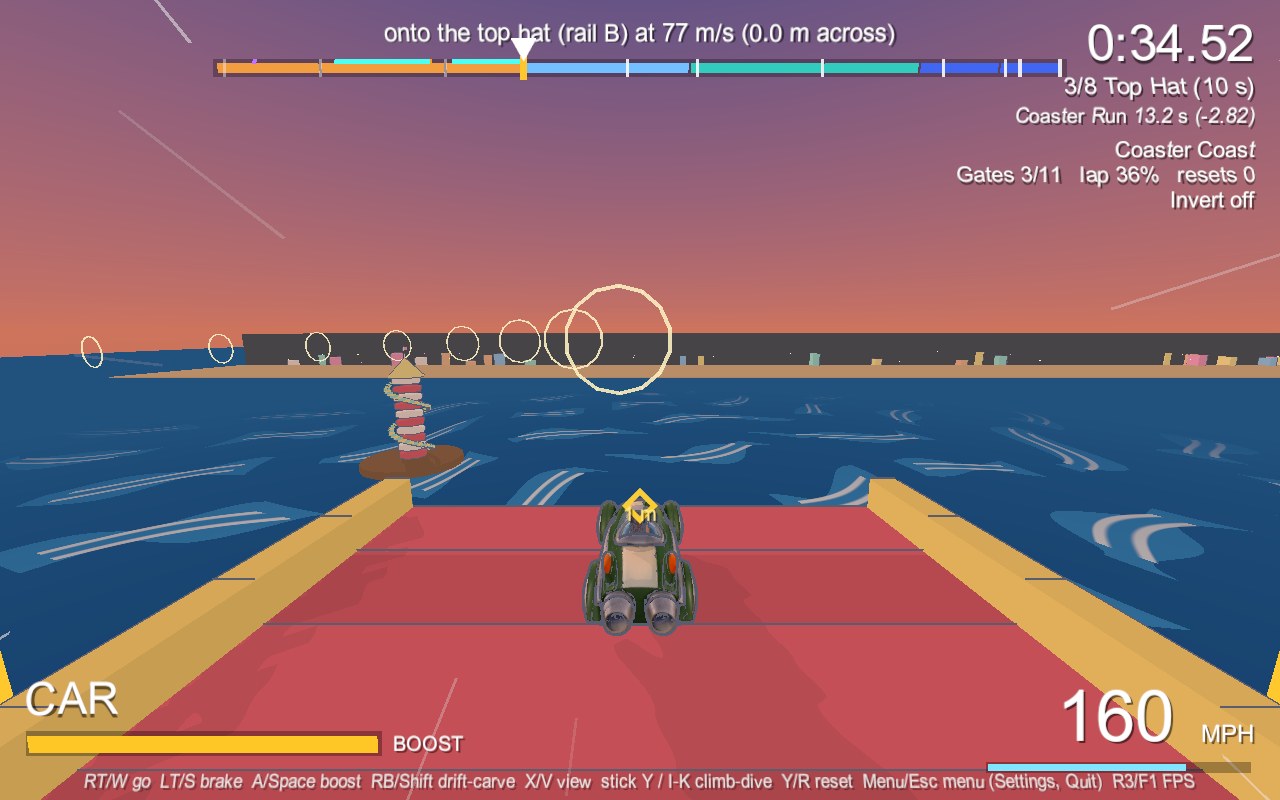 onto the top hat (rail B) at 77 m/s (0.0 m across)
0:34.52
3/8 Top Hat (10 s)
Coaster Run 13.2 s (-2.82)
Coaster Coast
Gates 3/11 lap 36% resets 0
Invert off
CAR
BOOST
160 MPH
RT/W go LT/S brake A/Space boost RB/Shift drift-carve X/V view stick Y / I-K climb-dive Y/R reset Menu/Esc menu (Settings, Quit) R3/F1 FPS